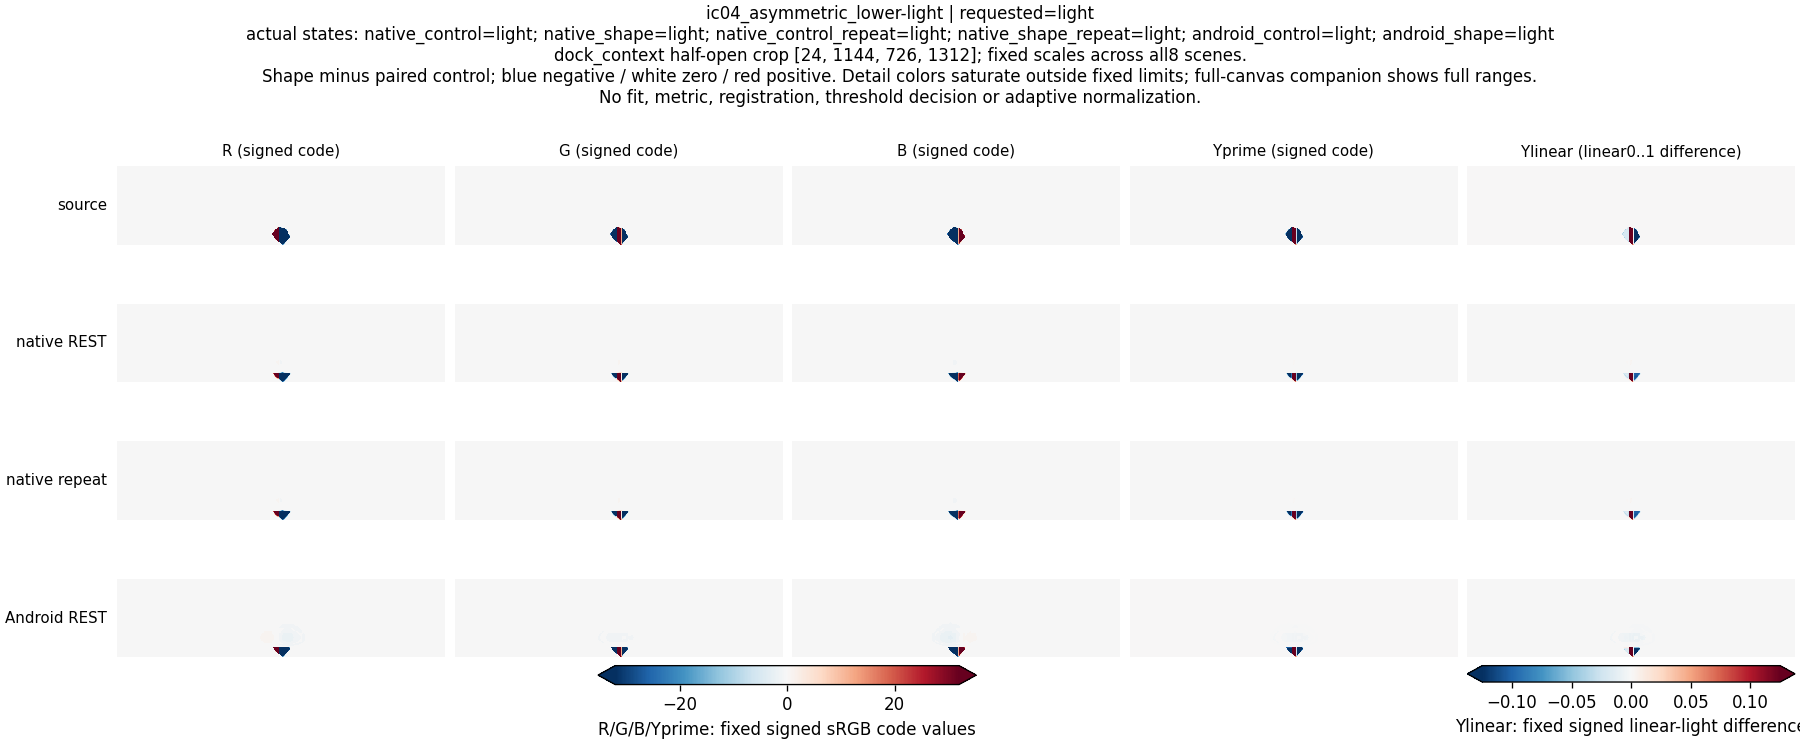 ic04_asymmetric_lower-light | requested=light
actual states: native_control=light; native_shape=light; native_control_repeat=light; native_shape_repeat=light; android_control=light; android_shape=light
dock_context half-open crop [24, 1144, 726, 1312]; fixed scales across all8 scenes.
Shape minus paired control; blue negative / white zero / red positive. Detail colors saturate outside fixed limits; full-canvas companion shows full ranges.
No fit, metric, registration, threshold decision or adaptive normalization.
R (signed code) G (signed code) B (signed code) Yprime (signed code) Ylinear (linear0..1 difference)
source
native REST
native repeat
Android REST
−20 0 20
R/G/B/Yprime: fixed signed sRGB code values
−0.10 −0.05 0.00 0.05 0.10
Ylinear: fixed signed linear-light difference